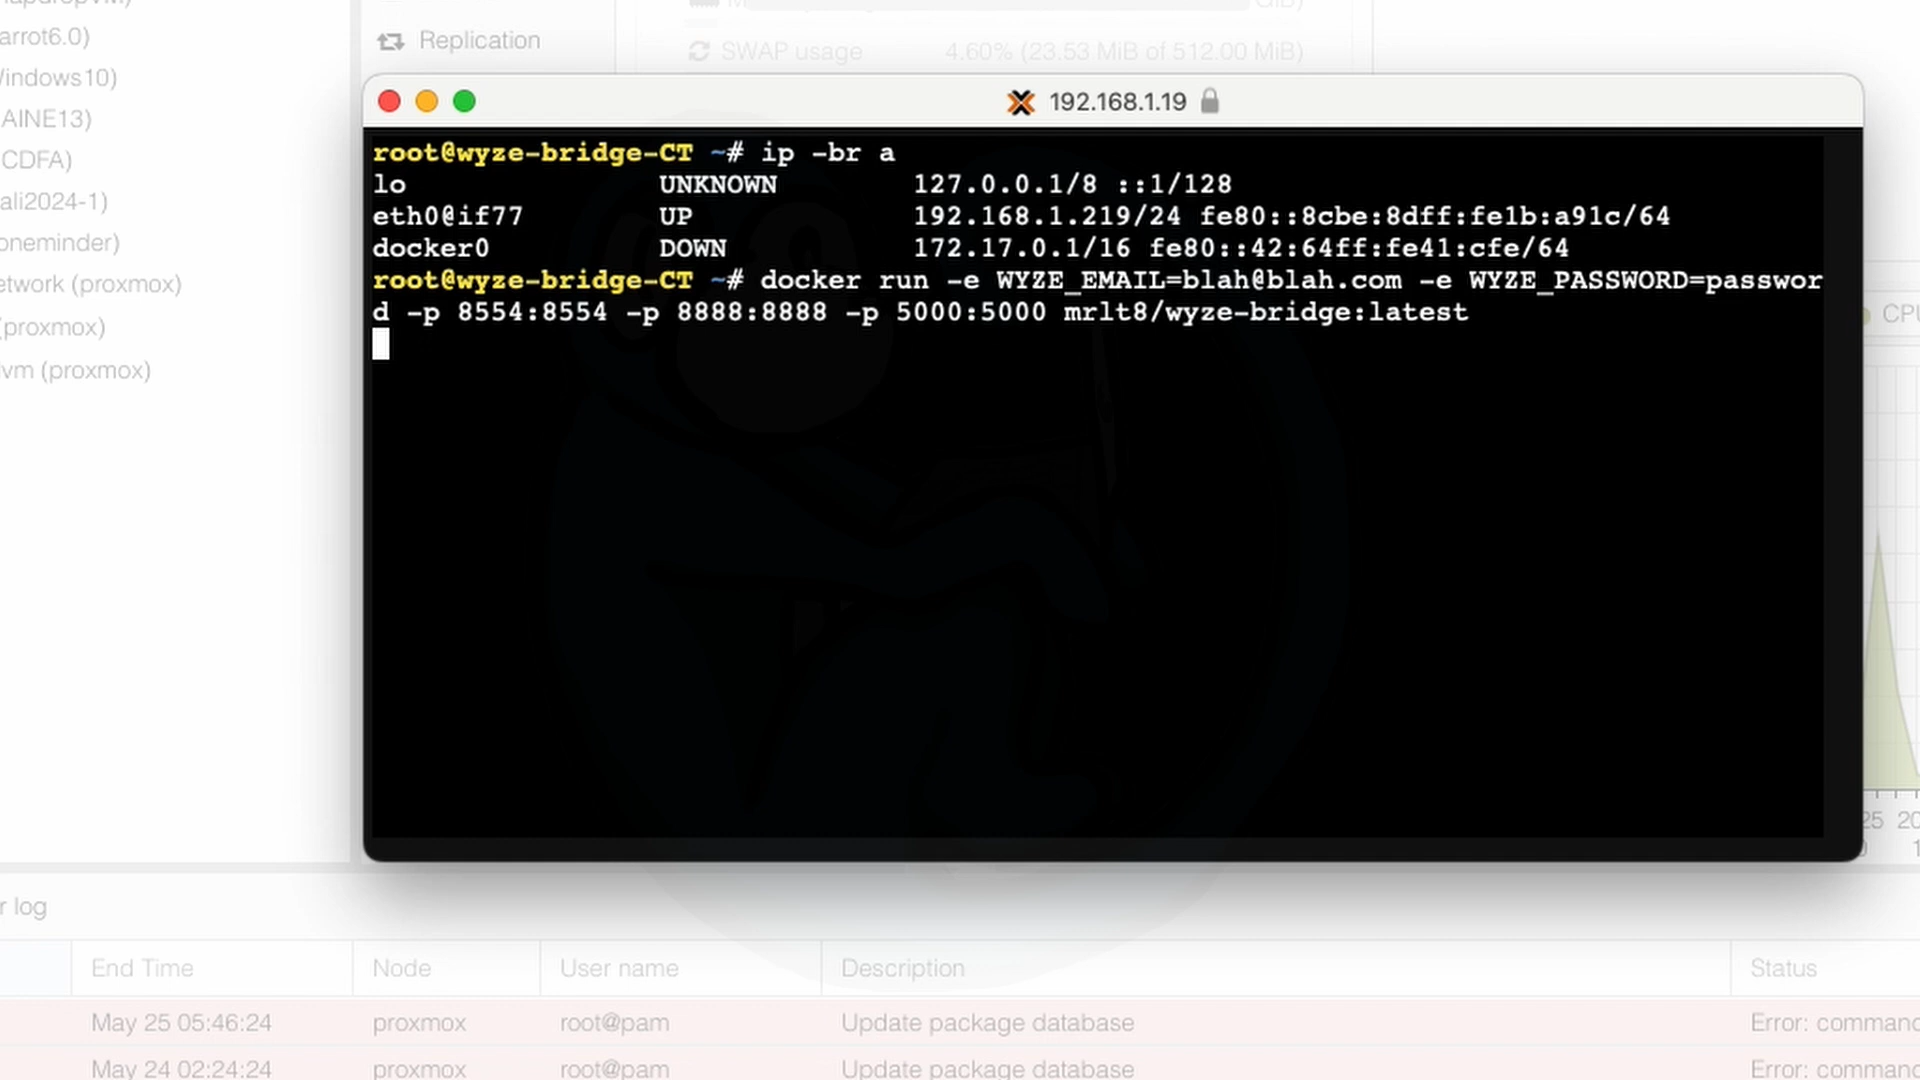 arrot6.0)
Replication
SWAP usage 4.60% (23.53 MiB of 512.00 MiB)
indows10)
AINE13)
CDFA)
ali2024-1)
oneminder)
etwork (proxmox)
(proxmox)
vm (proxmox)
192.168.1.19
root@wyze-bridge-CT ~# ip -br a
lo UNKNOWN 127.0.0.1/8 ::1/128
eth0@if77 UP 192.168.1.219/24 fe80::8cbe:8dff:fe1b:a91c/64
docker0 DOWN 172.17.0.1/16 fe80::42:64ff:fe41:cfe/64
root@wyze-bridge-CT ~# docker run -e WYZE_EMAIL=blah@blah.com -e WYZE_PASSWORD=passwor
d -p 8554:8554 -p 8888:8888 -p 5000:5000 mrlt8/wyze-bridge:latest
CPU
25 20
r log
End Time Node User name Description Status
May 25 05:46:24 proxmox root@pam Update package database Error: command
May 24 02:24:24 proxmox root@pam Update package database Error: command